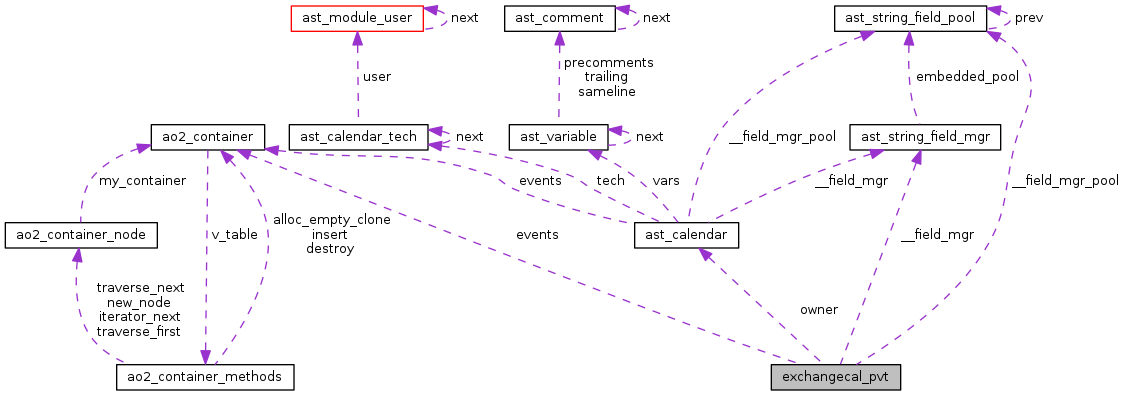 ast_module_user
next
ast_comment
next
ast_string_field_pool
prev
user
precomments
trailing
sameline
embedded_pool
ao2_container
ast_calendar_tech
next
ast_variable
next
__field_mgr_pool
ast_string_field_mgr
my_container
events
tech
vars
__field_mgr
__field_mgr_pool
ao2_container_node
v_table
alloc_empty_clone
insert
destroy
events
ast_calendar
__field_mgr
traverse_next
new_node
iterator_next
traverse_first
owner
ao2_container_methods
exchangecal_pvt